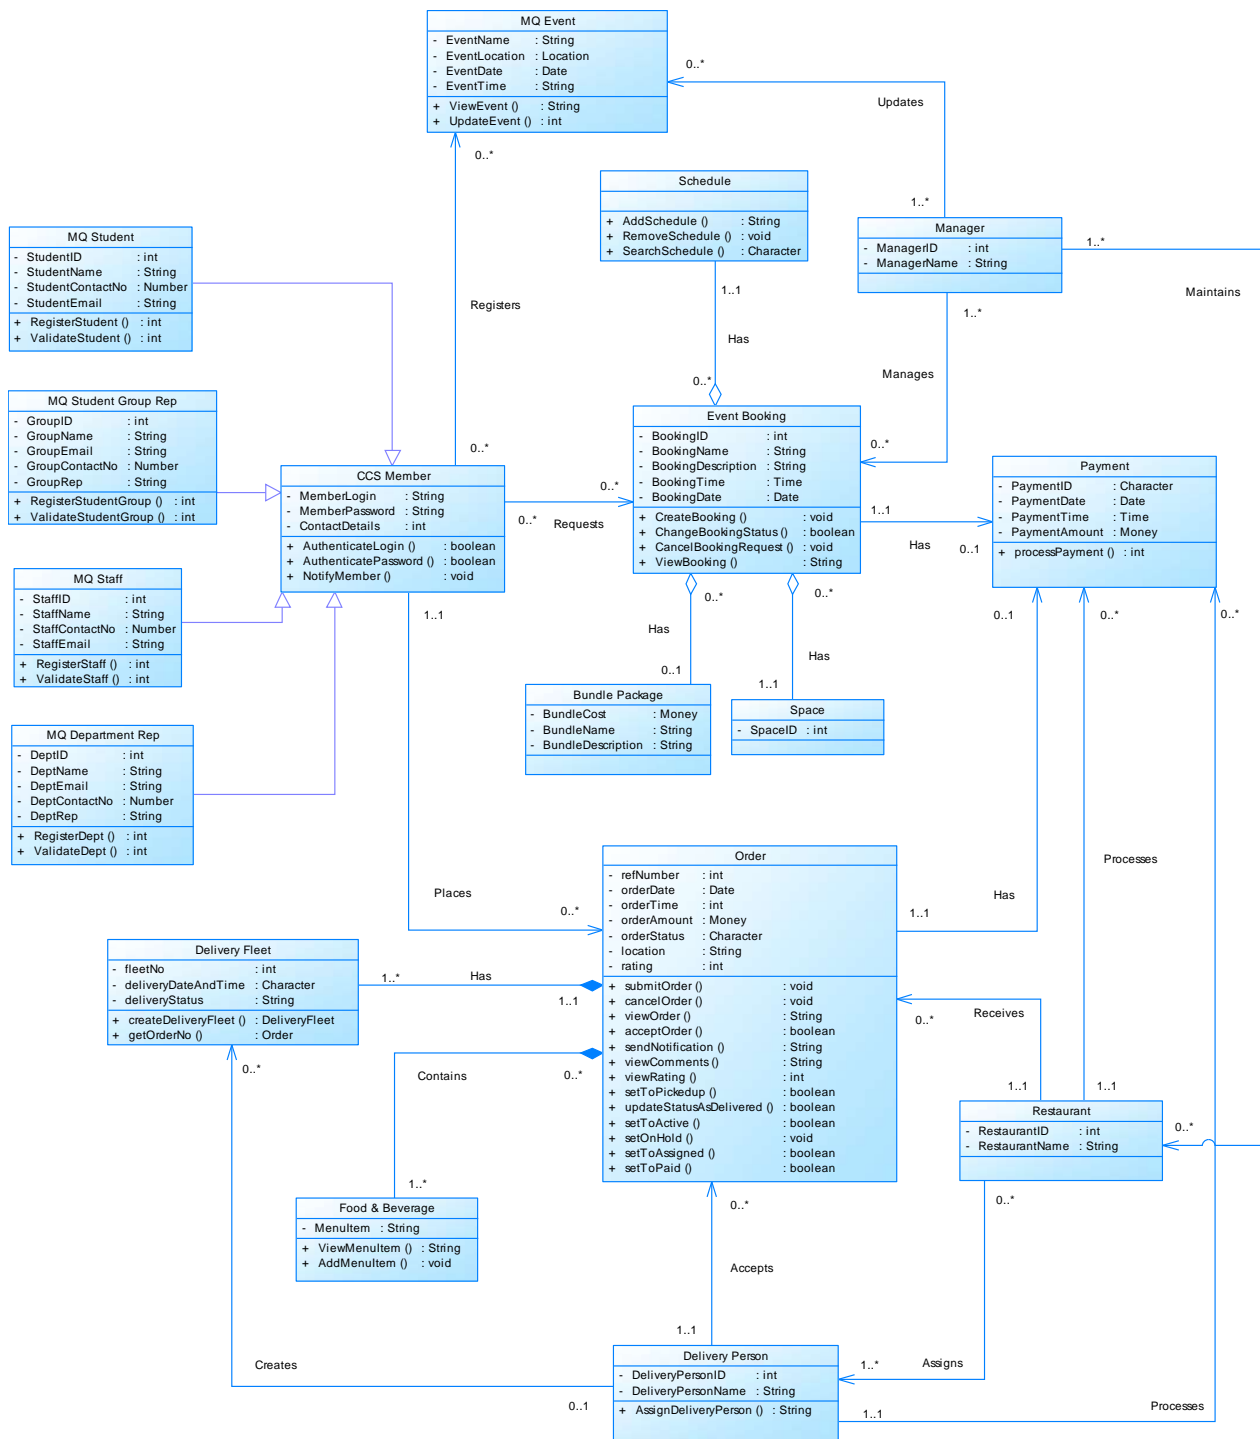 MQ Event
- EventName : String
- EventLocation : Location
- EventDate : Date
- EventTime : String
+ ViewEvent () : String
+ UpdateEvent () : int
0..*
Updates
0..*
Schedule
+ AddSchedule () : String
+ RemoveSchedule () : void
+ SearchSchedule () : Character
1..*
Manager
- ManagerID : int
- ManagerName : String
1..*
Maintains
MQ Student
- StudentID : int
- StudentName : String
- StudentContactNo : Number
- StudentEmail : String
+ RegisterStudent () : int
+ ValidateStudent () : int
Registers
1..1
Has
0..*
1..*
Manages
0..*
MQ Student Group Rep
- GroupID : int
- GroupName : String
- GroupEmail : String
- GroupContactNo : Number
- GroupRep : String
+ RegisterStudentGroup () : int
+ ValidateStudentGroup () : int
0..*
CCS Member
- MemberLogin : String
- MemberPassword : String
- ContactDetails : int
+ AuthenticateLogin () : boolean
+ AuthenticatePassword () : boolean
+ NotifyMember () : void
0..*
0..*
Requests
Event Booking
- BookingID : int
- BookingName : String
- BookingDescription : String
- BookingTime : Time
- BookingDate : Date
+ CreateBooking () : void
+ ChangeBookingStatus () : boolean
+ CancelBookingRequest () : void
+ ViewBooking () : String
1..1
Has
0..1
Payment
- PaymentID : Character
- PaymentDate : Date
- PaymentTime : Time
- PaymentAmount : Money
+ processPayment () : int
MQ Staff
- StaffID : int
- StaffName : String
- StaffContactNo : Number
- StaffEmail : String
+ RegisterStaff () : int
+ ValidateStaff () : int
1..1
0..*
0..*
Has
Has
0..1
1..1
0..1
0..*
0..*
Bundle Package
- BundleCost : Money
- BundleName : String
- BundleDescription : String
Space
- SpaceID : int
MQ Department Rep
- DeptID : int
- DeptName : String
- DeptEmail : String
- DeptContactNo : Number
- DeptRep : String
+ RegisterDept () : int
+ ValidateDept () : int
Places
0..*
Order
- refNumber : int
- orderDate : Date
- orderTime : int
- orderAmount : Money
- orderStatus : Character
- location : String
- rating : int
+ submitOrder () : void
+ cancelOrder () : void
+ viewOrder () : String
+ acceptOrder () : boolean
+ sendNotification () : String
+ viewComments () : String
+ viewRating () : int
+ setToPickedup () : boolean
+ updateStatusAsDelivered () : boolean
+ setToActive () : boolean
+ setOnHold () : void
+ setToAssigned () : boolean
+ setToPaid () : boolean
Has
1..1
Processes
Delivery Fleet
- fleetNo : int
- deliveryDateAndTime : Character
- deliveryStatus : String
+ createDeliveryFleet () : DeliveryFleet
+ getOrderNo () : Order
1..*
Has
1..1
0..*
Contains
0..*
1..*
0..*
Receives
1..1
1..1
Restaurant
- RestaurantID : int
- RestaurantName : String
0..*
0..*
Food & Beverage
- MenuItem : String
+ ViewMenuItem () : String
+ AddMenuItem () : void
0..*
Accepts
1..1
Creates
0..1
Delivery Person
- DeliveryPersonID : int
- DeliveryPersonName : String
+ AssignDeliveryPerson () : String
1..*
Assigns
1..1
Processes